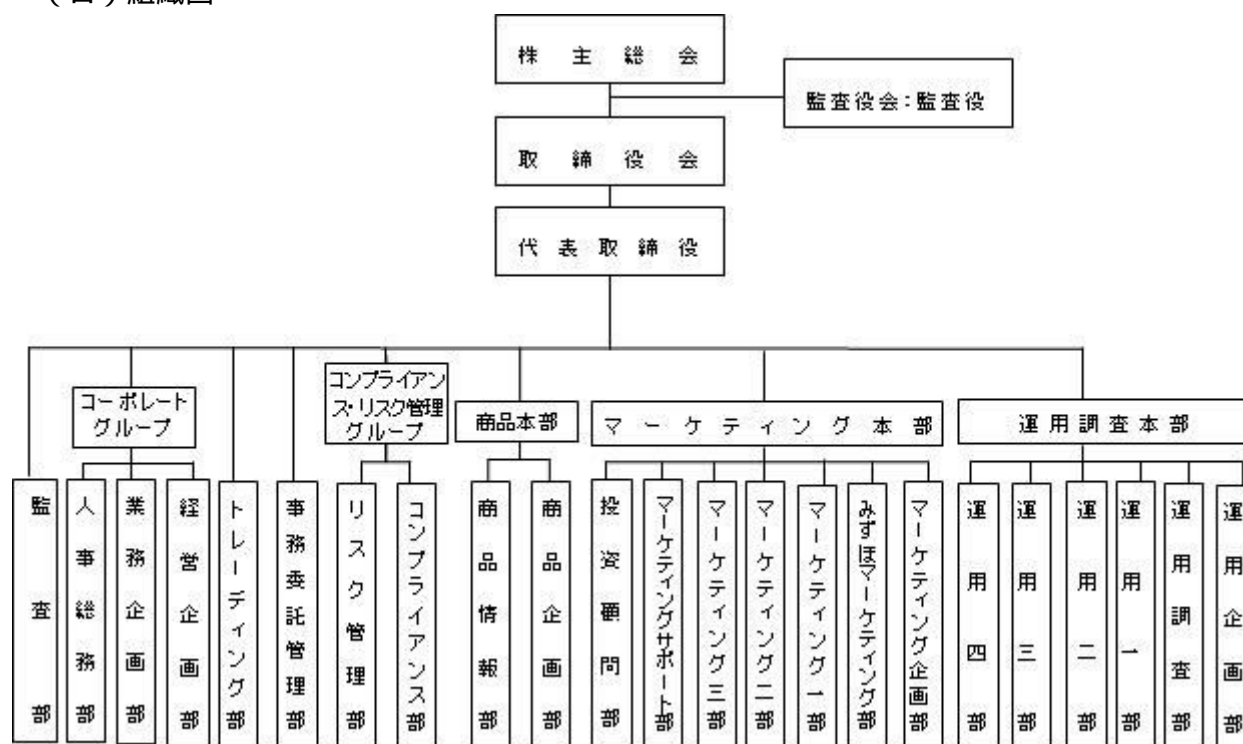 （ロ）組織図
株主総会
監査役会：監査役
取締役会
代表取締役
コーポレート
グループ
コンプライアン
ス・リスク管理
グループ
商品本部
マーケティング本部
運用調査本部
監査部
人事総務部
業務企画部
経営企画部
トレーディング部
事務委託管理部
リスク管理部
コンプライアンス部
商品情報部
商品企画部
投資顧問部
マーケティングサポート部
マーケティング三部
マーケティング二部
マーケティング一部
みずほマーケティング部
マーケティング企画部
運用四部
運用三部
運用二部
運用一部
運用調査部
運用企画部